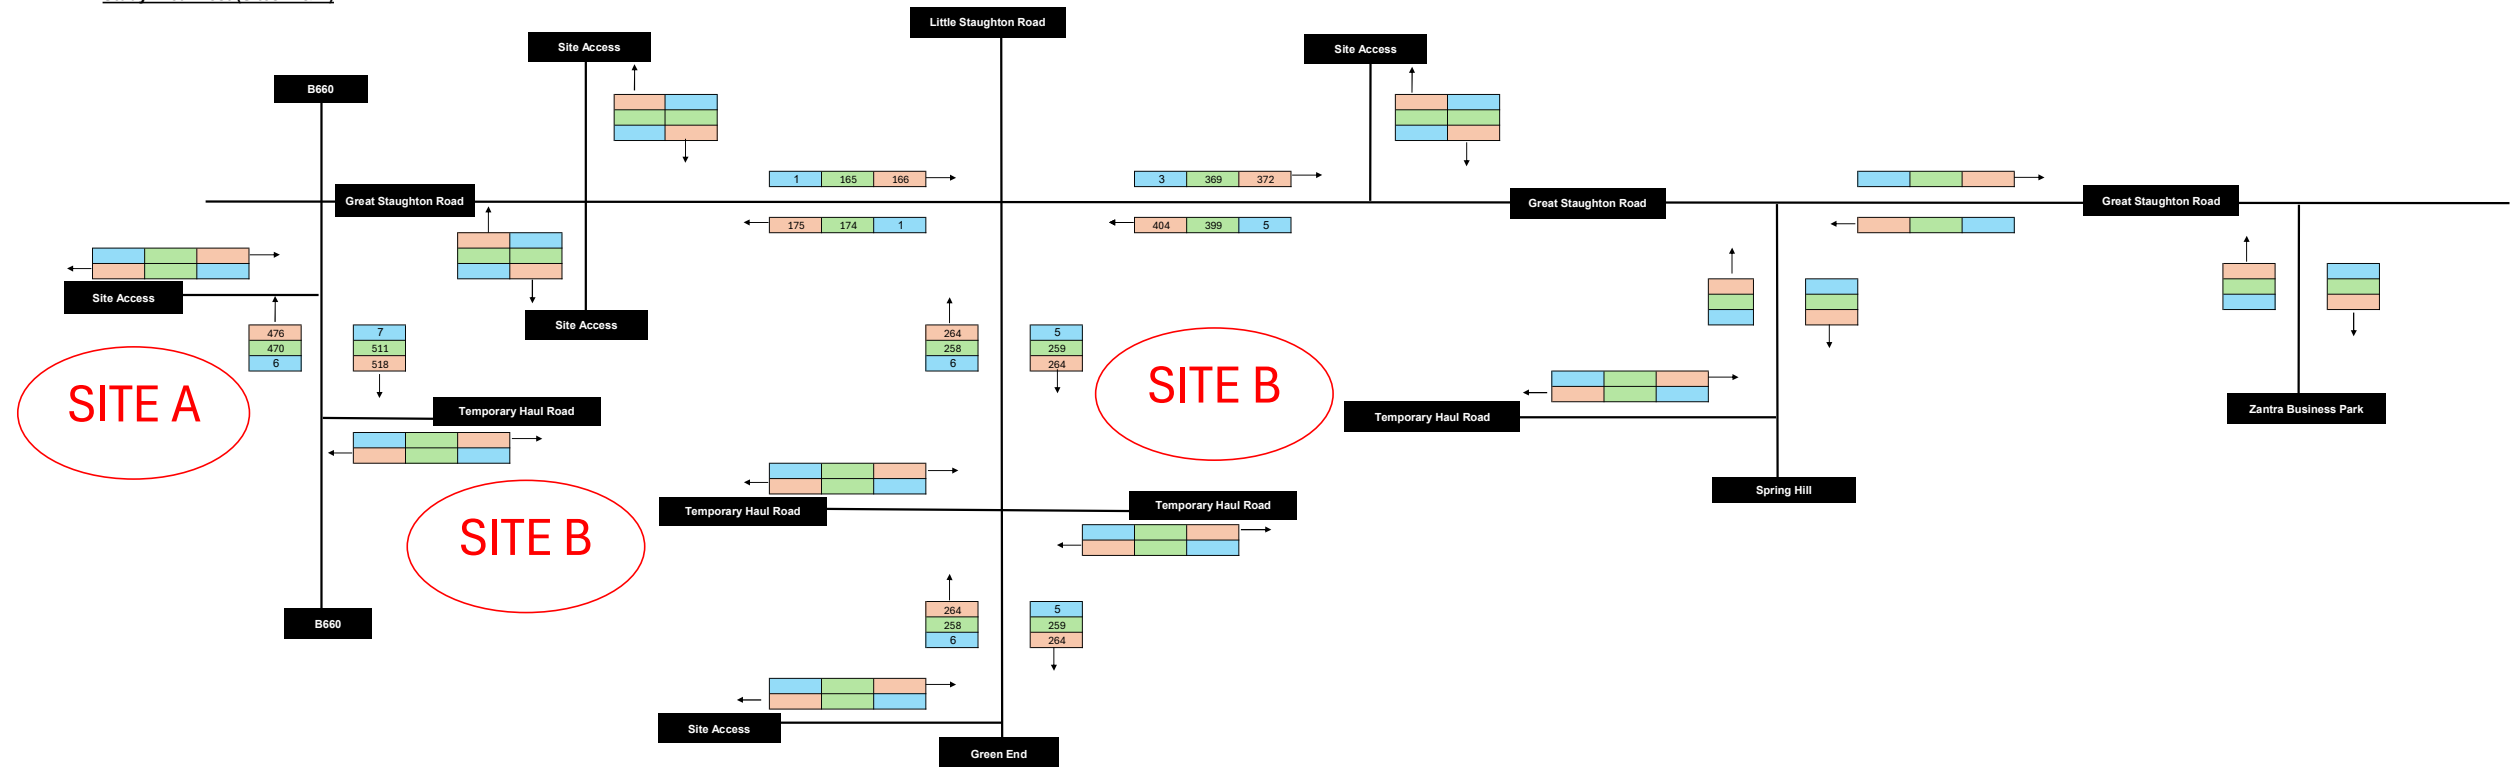 Little Staughton Road
Site Access
Site Access
B660
1 165 166
3 369 372
Great Staughton Road
Great Staughton Road
Great Staughton Road
175 174 1
404 399 5
Site Access
Site Access
476
470
6
7
511
518
264
258
6
5
259
264
SITE A
SITE B
Temporary Haul Road
Temporary Haul Road
Zantra Business Park
SITE B
Temporary Haul Road
Temporary Haul Road
Spring Hill
B660
264
258
6
5
259
264
Site Access
Green End